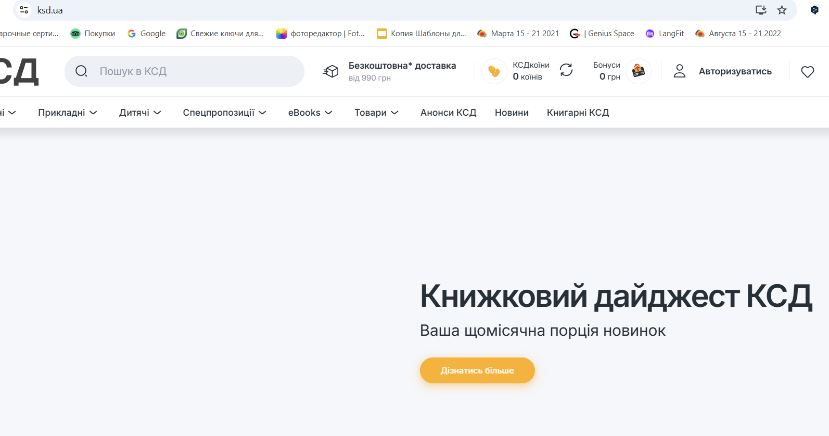 ksd.ua
арочные серти...
Покупки
Google
Свежие ключи для...
фоторедактор | Fot...
Копия Шаблоны дл...
Марта 15 - 21 2021
| Genius Space
LangFit
Августа 15 - 21 2022
СД
Пошук в КСД
Безкоштовна* доставка
від 990 грн
КСДкоїни
0 коїнів
Бонуси
0 грн
Авторизуватись
ні
Прикладні
Дитячі
Спецпропозиції
eBooks
Товари
Анонси КСД
Новини
Книгарні КСД
Книжковий дайджест КСД
Ваша щомісячна порція новинок
Дізнатись більше